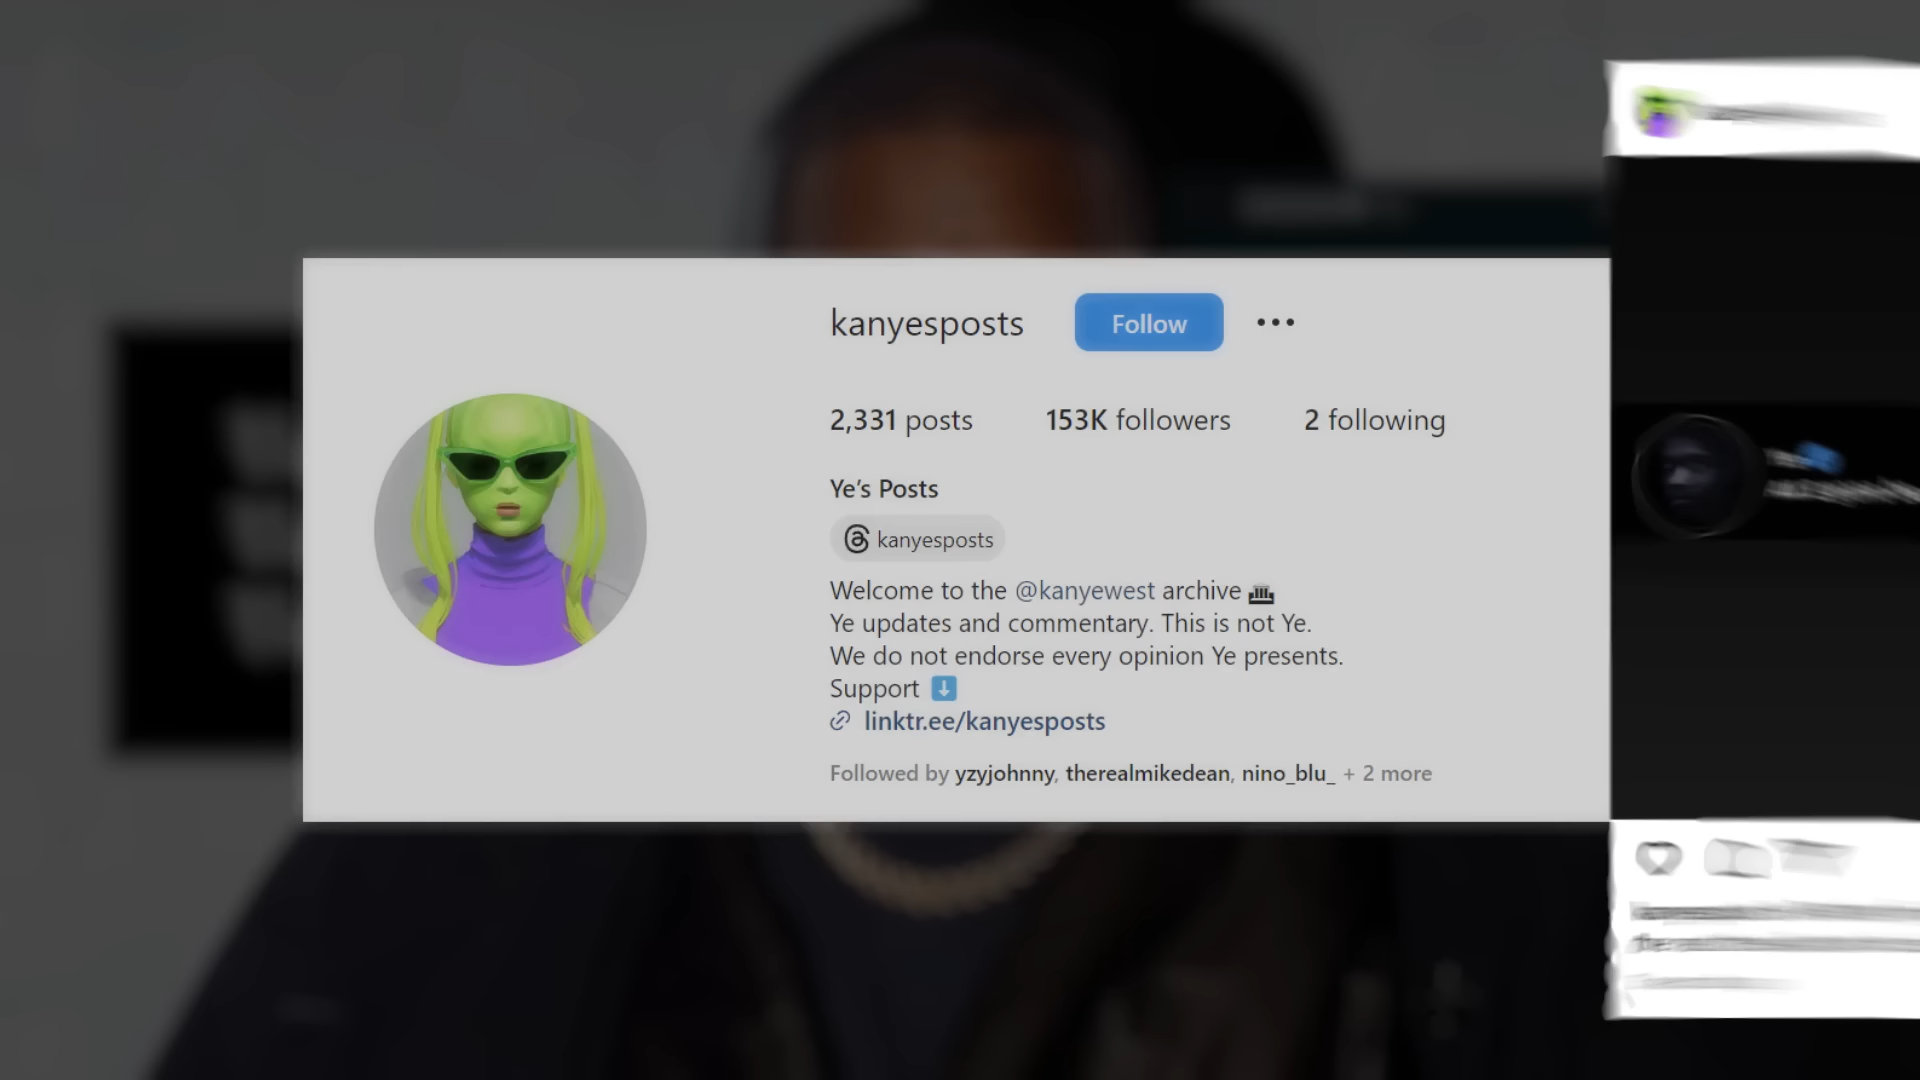 kanyesposts Follow
2,331 posts 153K followers 2 following
Ye's Posts
kanyesposts
Welcome to the @kanyewest archive
Ye updates and commentary. This is not Ye.
We do not endorse every opinion Ye presents.
Support
linktr.ee/kanyesposts
Followed by yzyjohnny, therealmikedean, nino_blu_ + 2 more